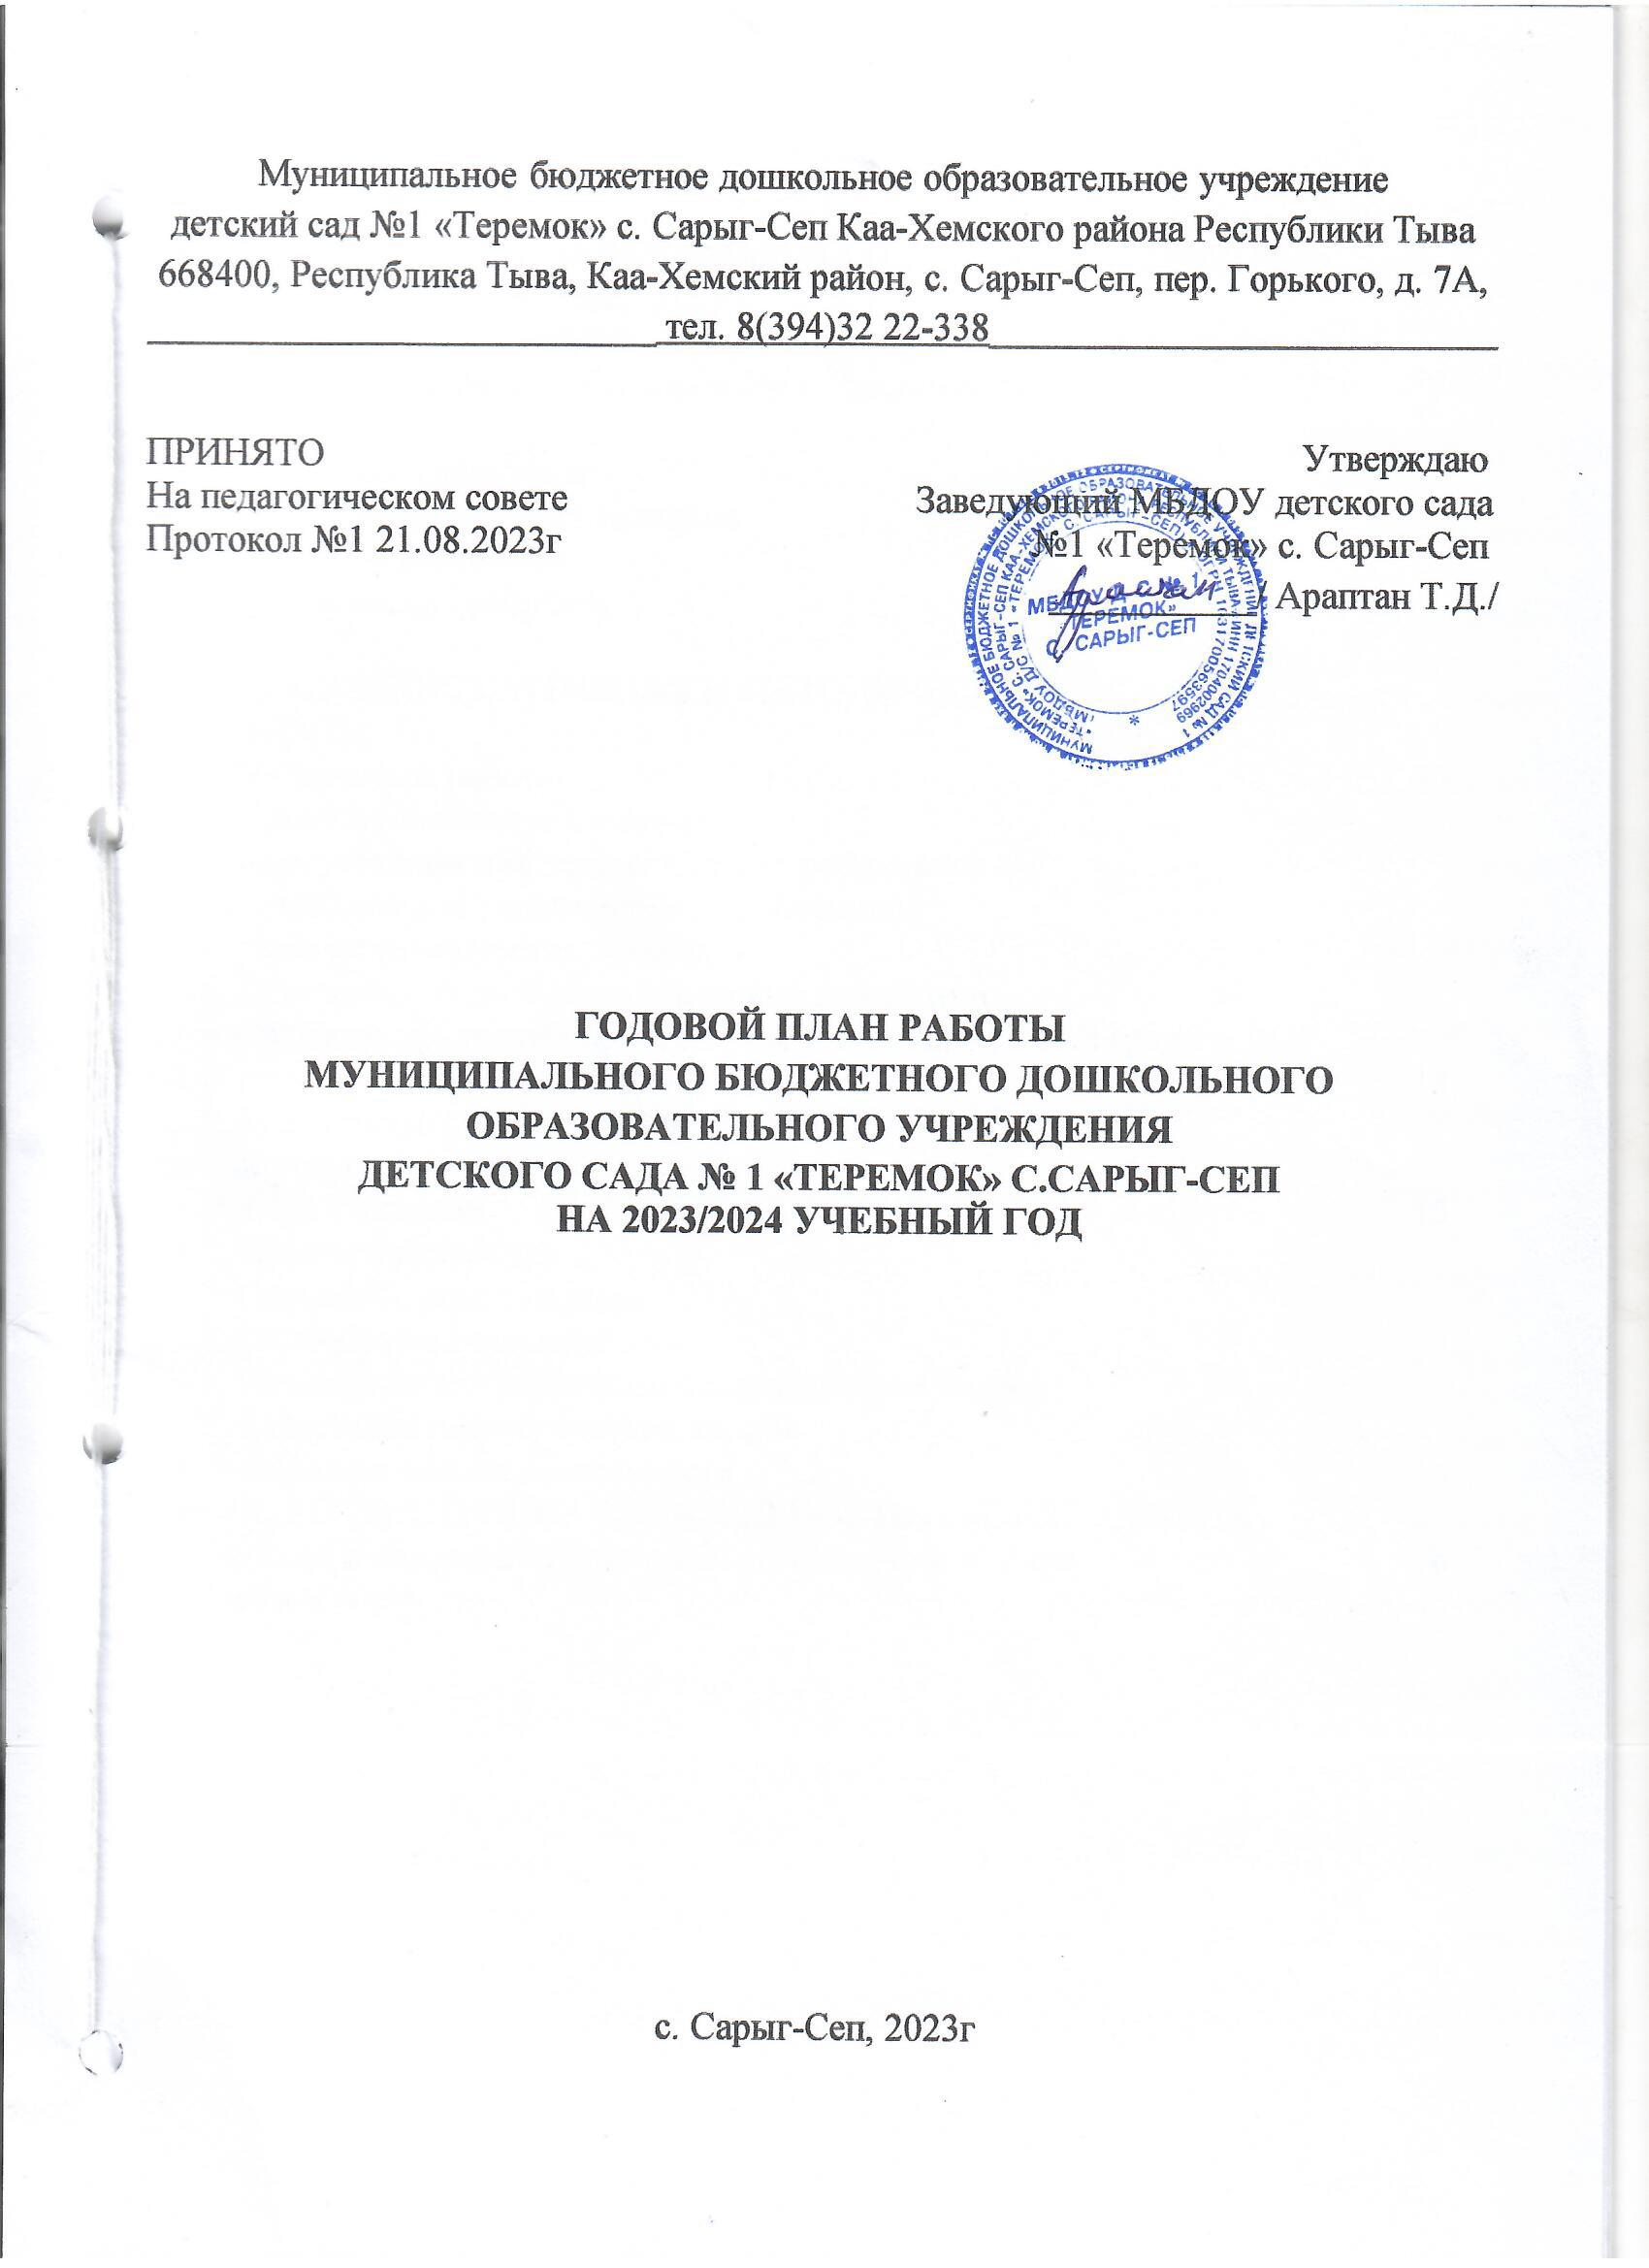 Муниципальное бюджетное дошкольное образовательное учреждение
детский сад №1 «Теремок» с. Сарыг-Сеп Каа-Хемского района Республики Тыва
668400, Республика Тыва, Каа-Хемский район, с. Сарыг-Сеп, пер. Горького, д. 7А,
тел. 8(394)32 22-338
ПРИНЯТО
На педагогическом совете
Протокол №1 21.08.2023г
Утверждаю
Заведующий МБДОУ детского сада
№1 «Теремок» с. Сарыг-Сеп
/ Араптан Т.Д./
ТЕРЕМОК»
С. САРЫГ-СЕП
ГОДОВОЙ ПЛАН РАБОТЫ
МУНИЦИПАЛЬНОГО БЮДЖЕТНОГО ДОШКОЛЬНОГО
ОБРАЗОВАТЕЛЬНОГО УЧРЕЖДЕНИЯ
ДЕТСКОГО САДА № 1 «ТЕРЕМОК» С.САРЫГ-СЕП
НА 2023/2024 УЧЕБНЫЙ ГОД
с. Сарыг-Сеп, 2023г